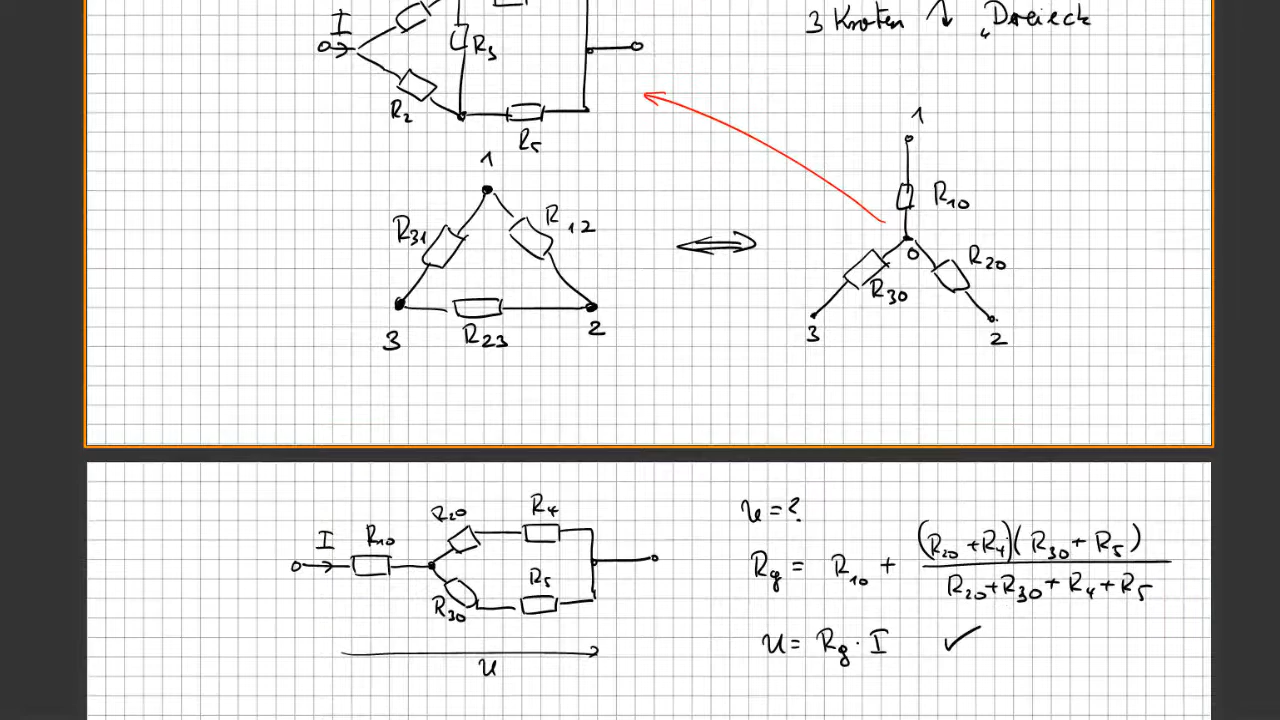 3 Knoten ↯ „Dreieck
I
R3
R2
R5
1
R31
R12
3
R23
2
⇔
1
R10
0
R20
R30
3
2
I
R10
R20
R4
R30
R5
U
U = ?
Rg = R10 + (R20 + R4)(R30 + R5) / R20 + R30 + R4 + R5
U = Rg · I ✓